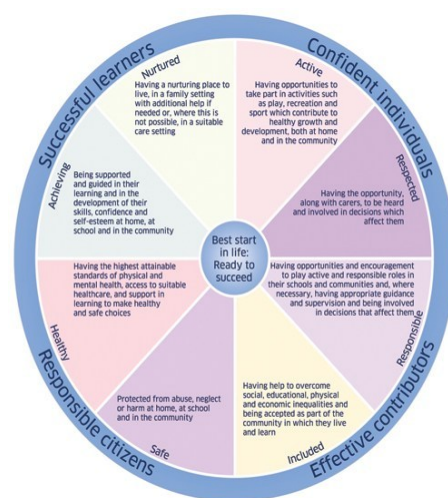 Successful learners
Confident individuals
Nurtured
Having a nurturing place to
live, in a family setting
with additional help if
needed or, where this is
not possible, in a suitable
care setting
Active
Having opportunities to
take part in activities such
as play, recreation and
sport which contribute to
healthy growth and
development, both at home
and in the community
Achieving
Being supported
and guided in their
learning and in the
development of their
skills, confidence and
self-esteem at home, at
school and in the community
Respected
Having the opportunity,
along with carers, to be heard
and involved in decisions which
affect them
Best start
in life:
Ready to
succeed
Healthy
Having the highest attainable
standards of physical and
mental health, access to suitable
healthcare, and support in
learning to make healthy
and safe choices
Responsible
Having opportunities and encouragement
to play active and responsible roles in
their schools and communities and, where
necessary, having appropriate guidance
and supervision and being involved
in decisions that affect them
Safe
Protected from abuse, neglect
or harm at home, at school
and in the community
Included
Having help to overcome
social, educational, physical
and economic inequalities and
being accepted as part of the
community in which they live
and learn
Responsible citizens
Effective contributors